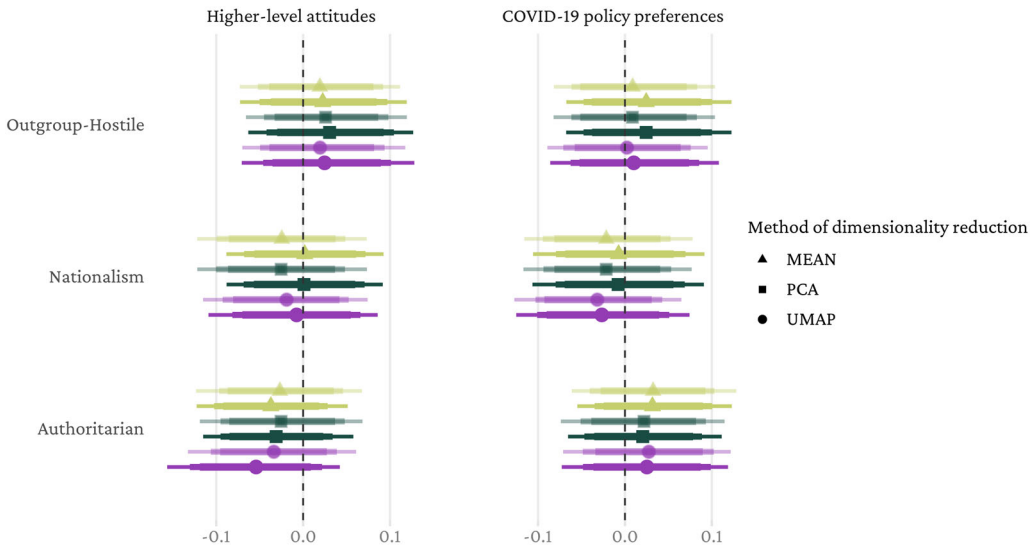 Higher-level attitudes
COVID-19 policy preferences
Outgroup-Hostile
Nationalism
Authoritarian
Method of dimensionality reduction
MEAN
PCA
UMAP
-0.1 0.0 0.1
-0.1 0.0 0.1